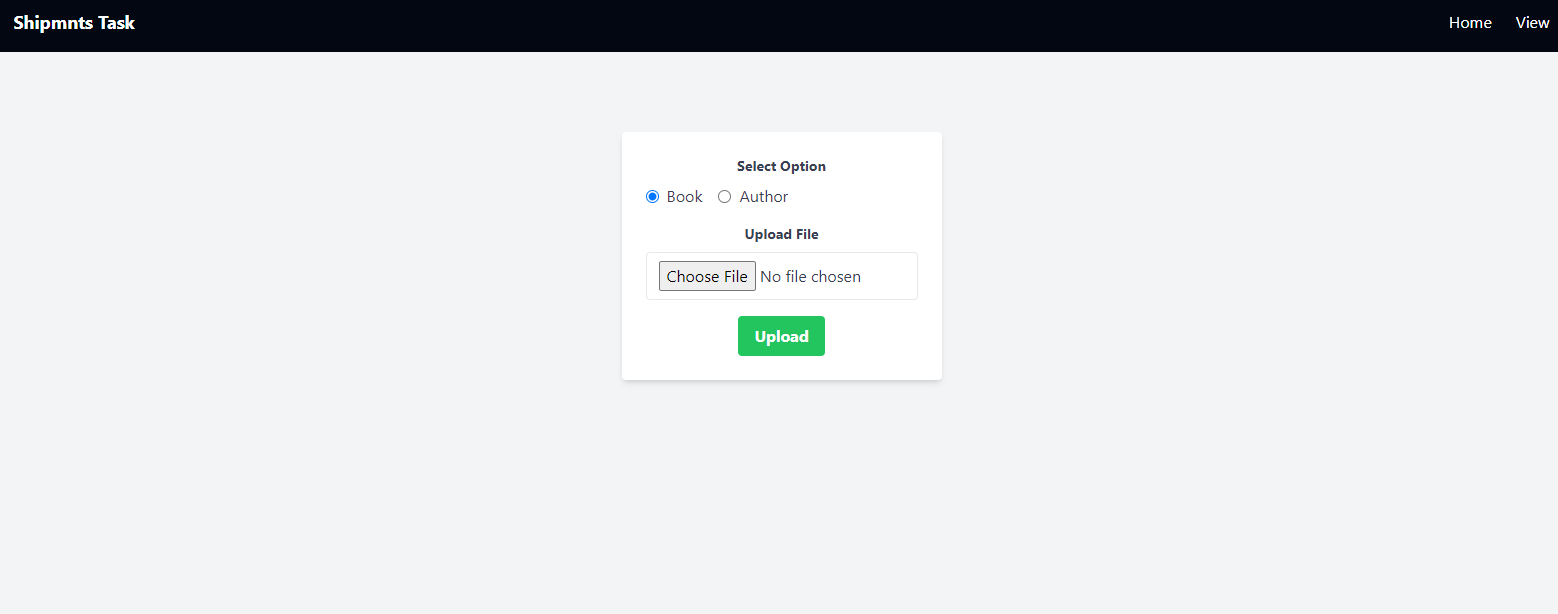 Shipmnts Task
Home View
Select Option
Book Author
Upload File
Choose File No file chosen
Upload